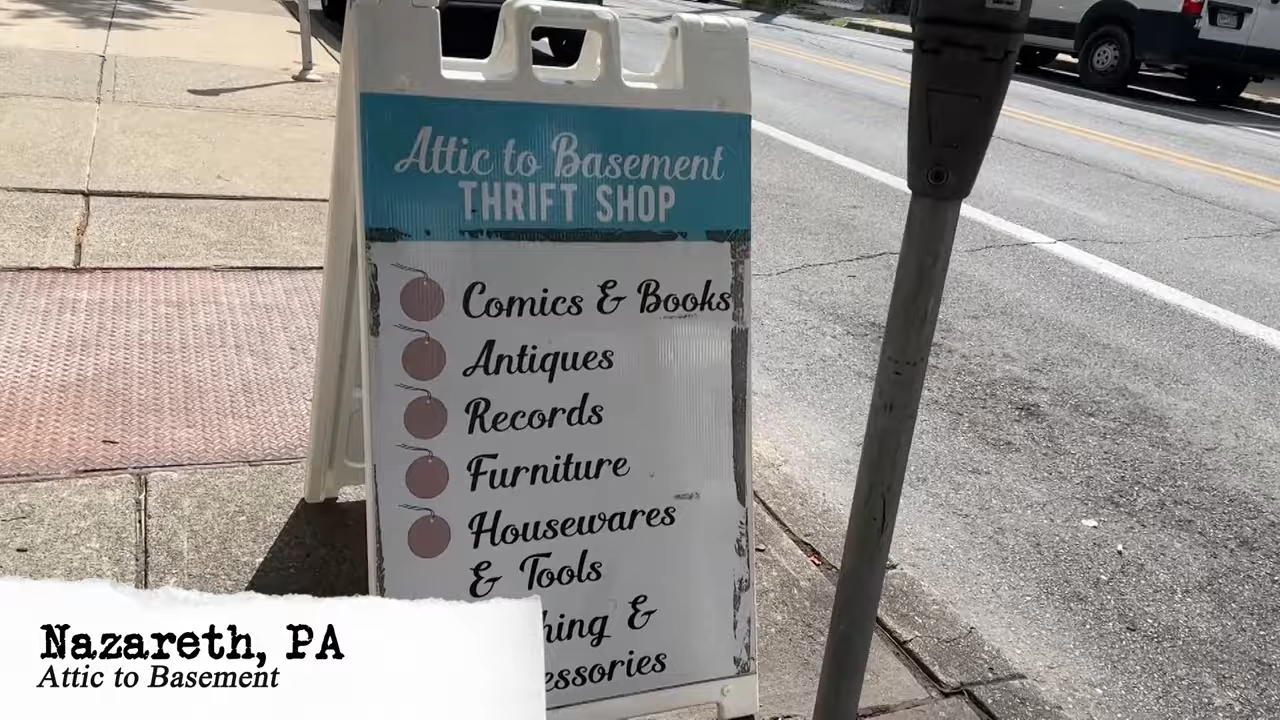 Attic to Basement
THRIFT SHOP
Comics & Books
Antiques
Records
Furniture
Housewares
& Tools
hing &
essories
Nazareth, PA
Attic to Basement